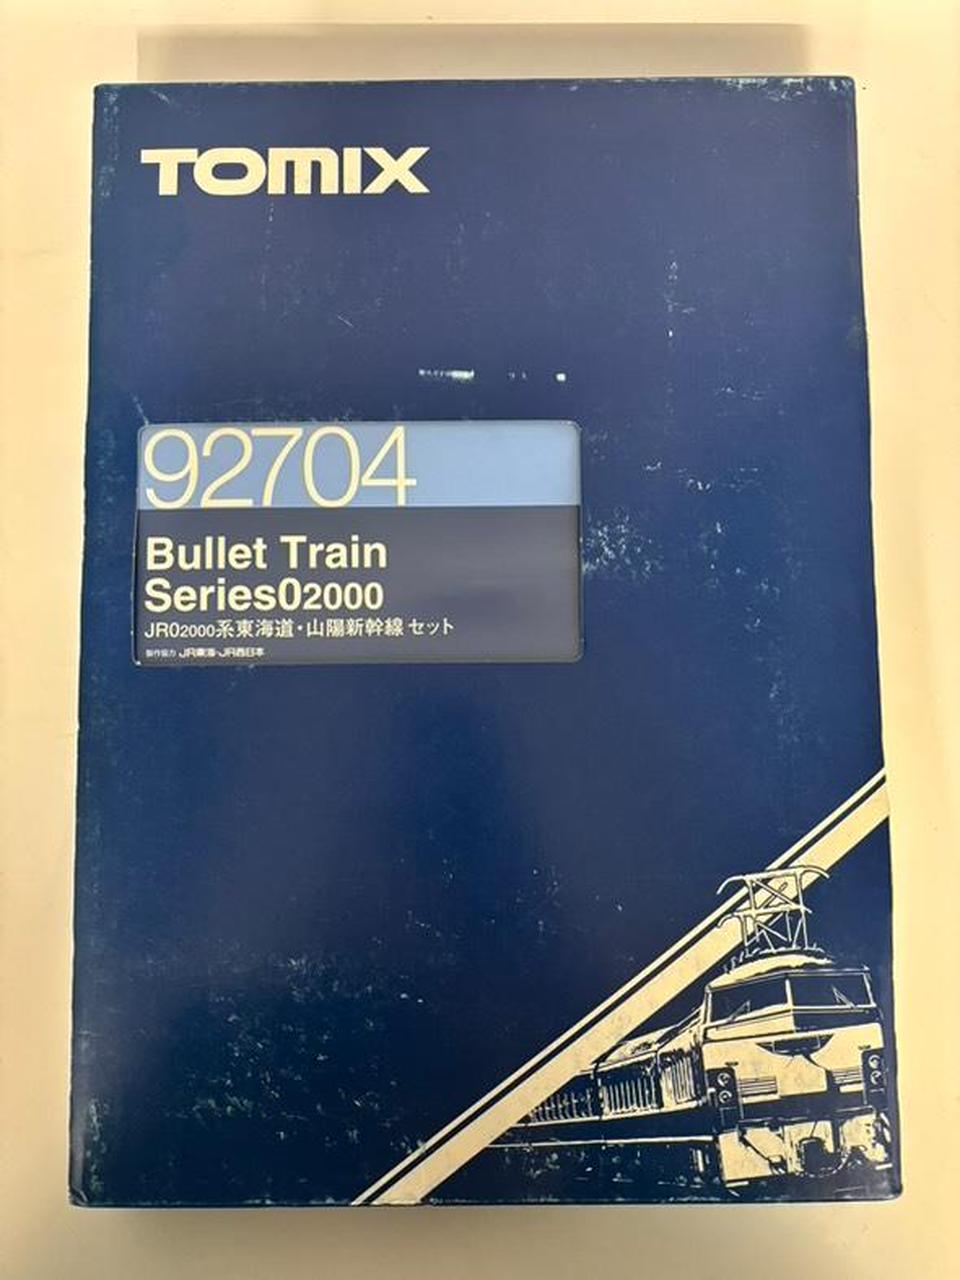 TOMIX
92704
Bullet Train
Series02000
JR02000系東海道・山陽新幹線セット
製作協力 JR東海・JR西日本